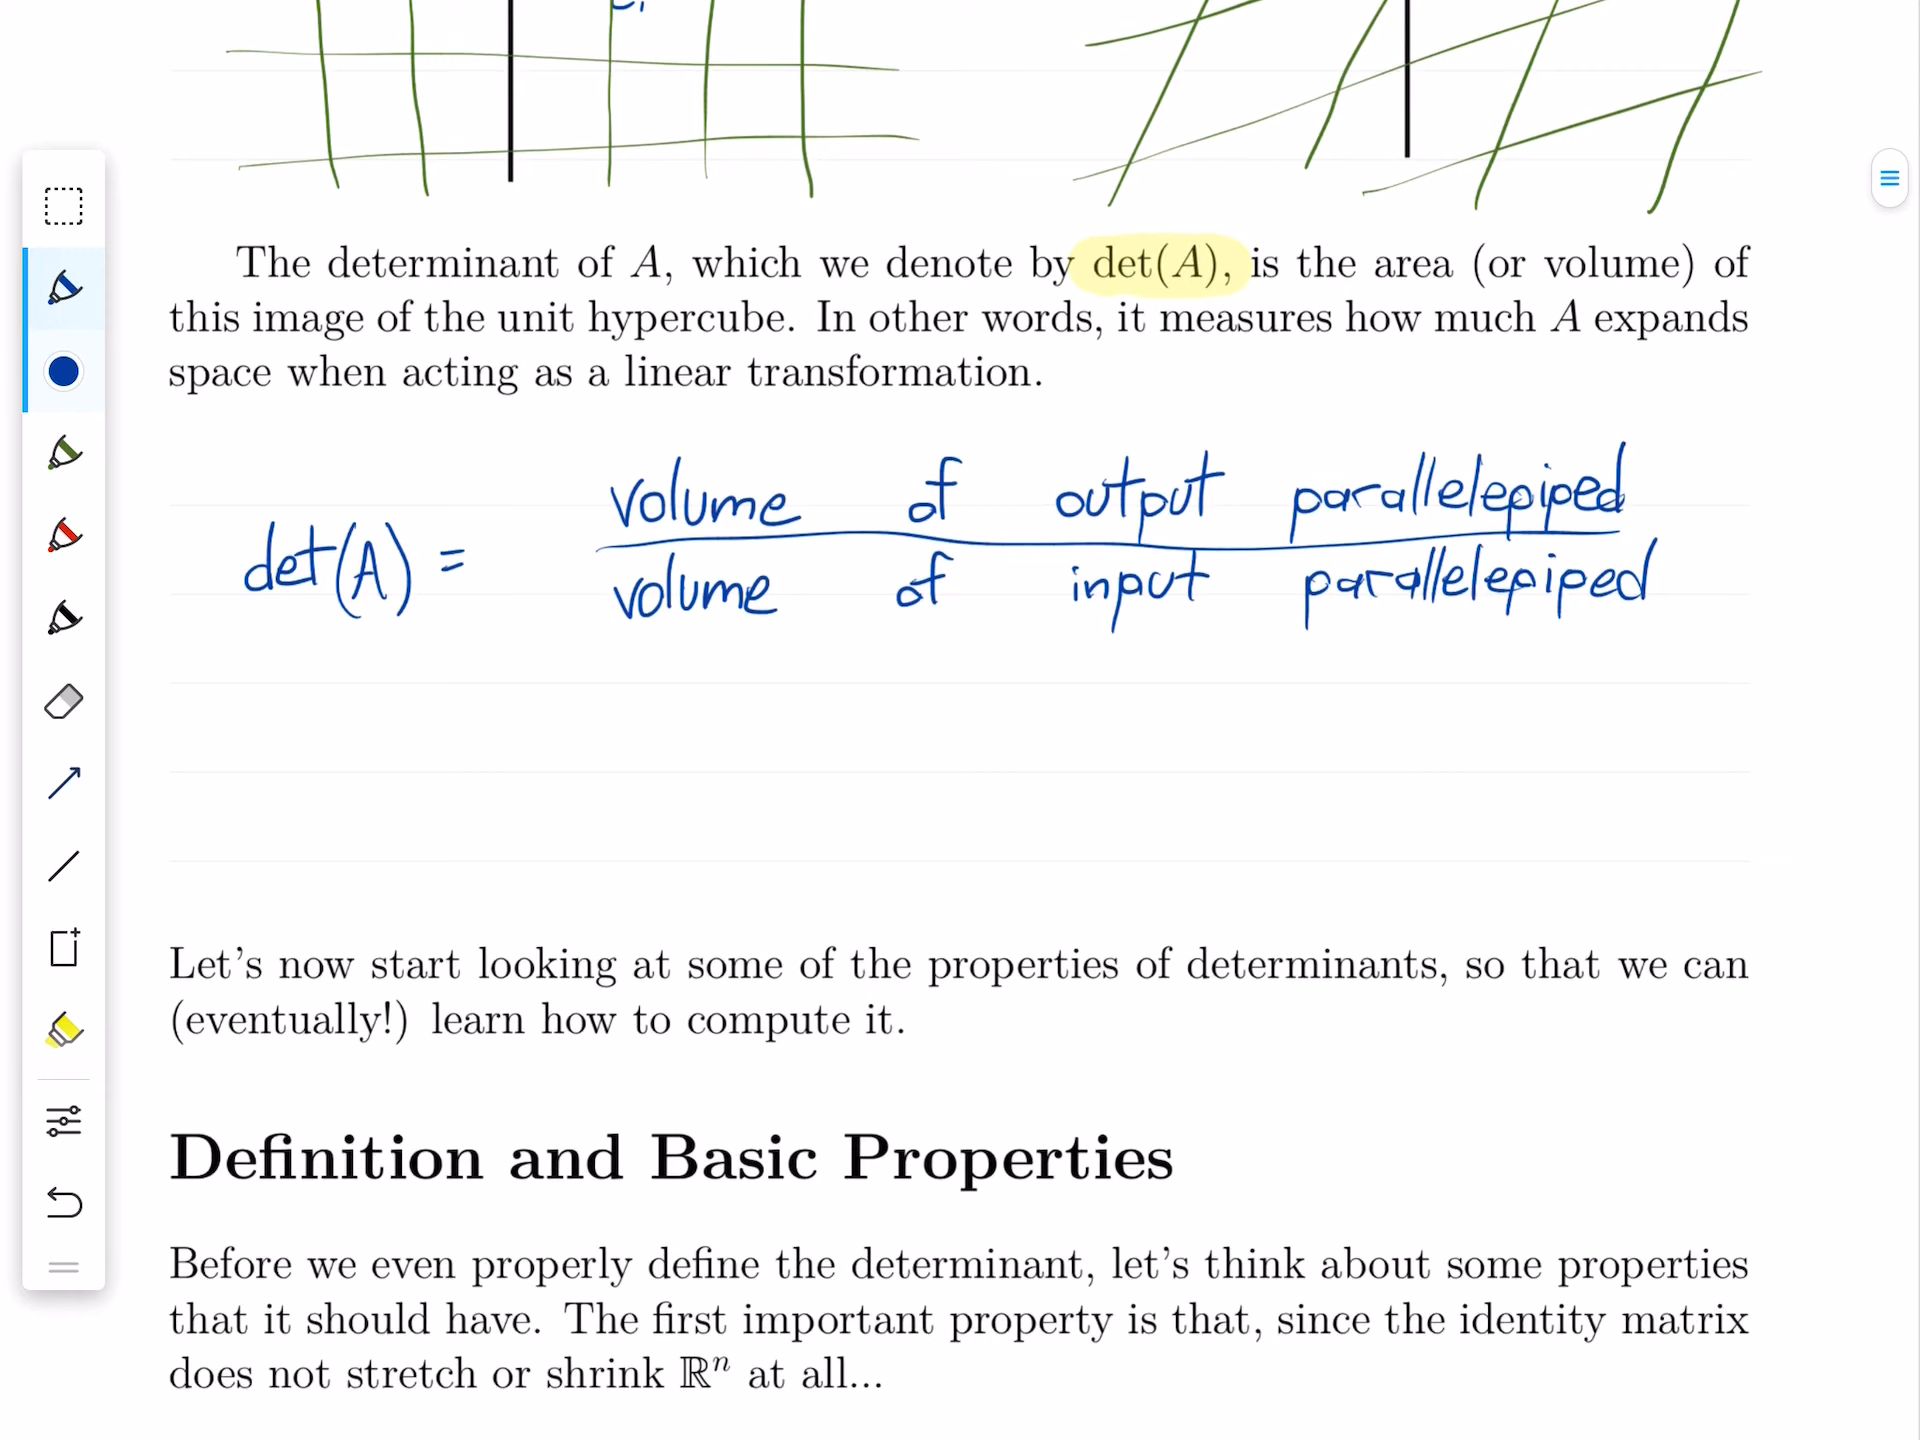 The determinant of A, which we denote by det(A), is the area (or volume) of
this image of the unit hypercube. In other words, it measures how much A expands
space when acting as a linear transformation.
volume of output parallelepiped
det(A) =
volume of input parallelepiped
Let's now start looking at some of the properties of determinants, so that we can
(eventually!) learn how to compute it.
Definition and Basic Properties
Before we even properly define the determinant, let's think about some properties
that it should have. The first important property is that, since the identity matrix
does not stretch or shrink ℝⁿ at all...